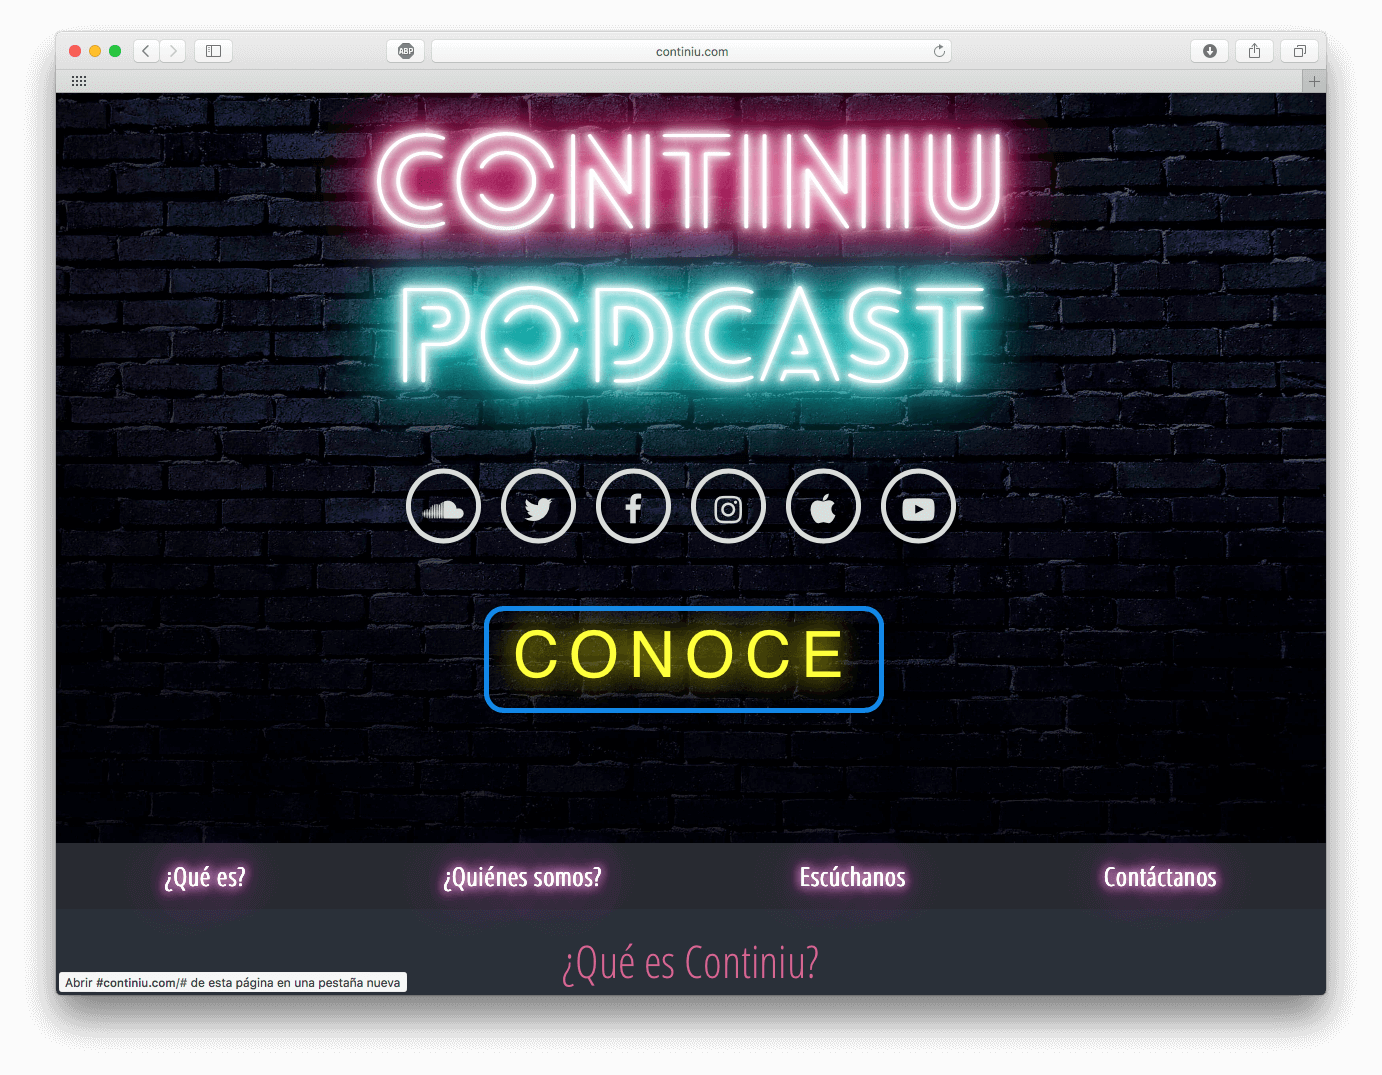 ABP
continiu.com
CONTINIU
PODCAST
CONOCE
¿Qué es?
¿Quiénes somos?
Escúchanos
Contáctanos
¿Qué es Continiu?
Abrir #continiu.com/# de esta página en una pestaña nueva